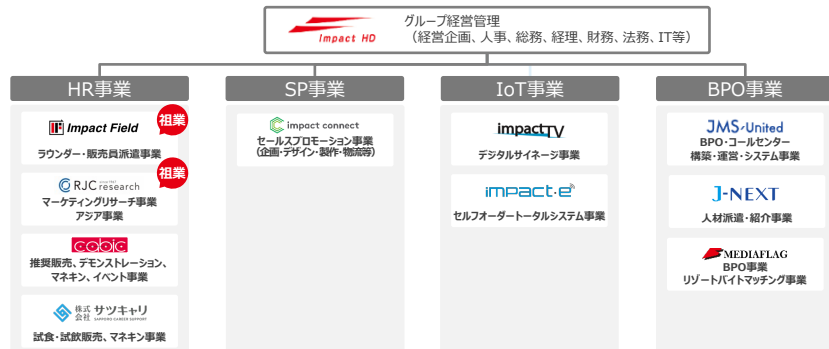 Impact HD
グループ経営管理
（経営企画、人事、総務、経理、財務、法務、IT等）
HR事業
Impact Field
祖業
ラウンダー・販売員派遣事業
RJC research
since 1967
祖業
マーケティングリサーチ事業
アジア事業
cabic
推奨販売、デモンストレーション、
マネキン、イベント事業
株式会社 サツキャリ
SAPPORO CAREER SUPPORT
試食・試飲販売、マネキン事業
SP事業
impact connect
セールスプロモーション事業
（企画・デザイン・製作・物流等）
IoT事業
impactTV
デジタルサイネージ事業
impact-e
セルフオーダートータルシステム事業
BPO事業
JMS United
BPO・コールセンター
構築・運営・システム事業
J-NEXT
人材派遣・紹介事業
MEDIAFLAG
BPO事業
リゾートバイトマッチング事業